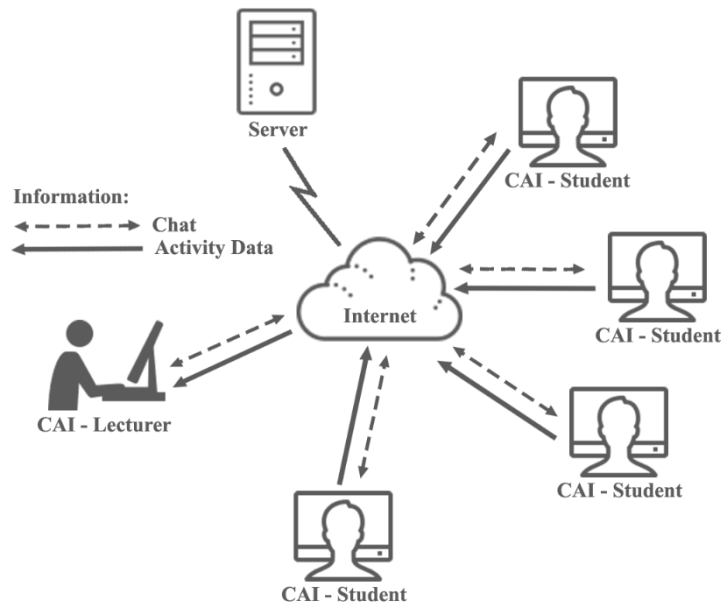 Server
CAI - Student
Information:
Chat
Activity Data
CAI - Student
Internet
CAI - Lecturer
CAI - Student
CAI - Student